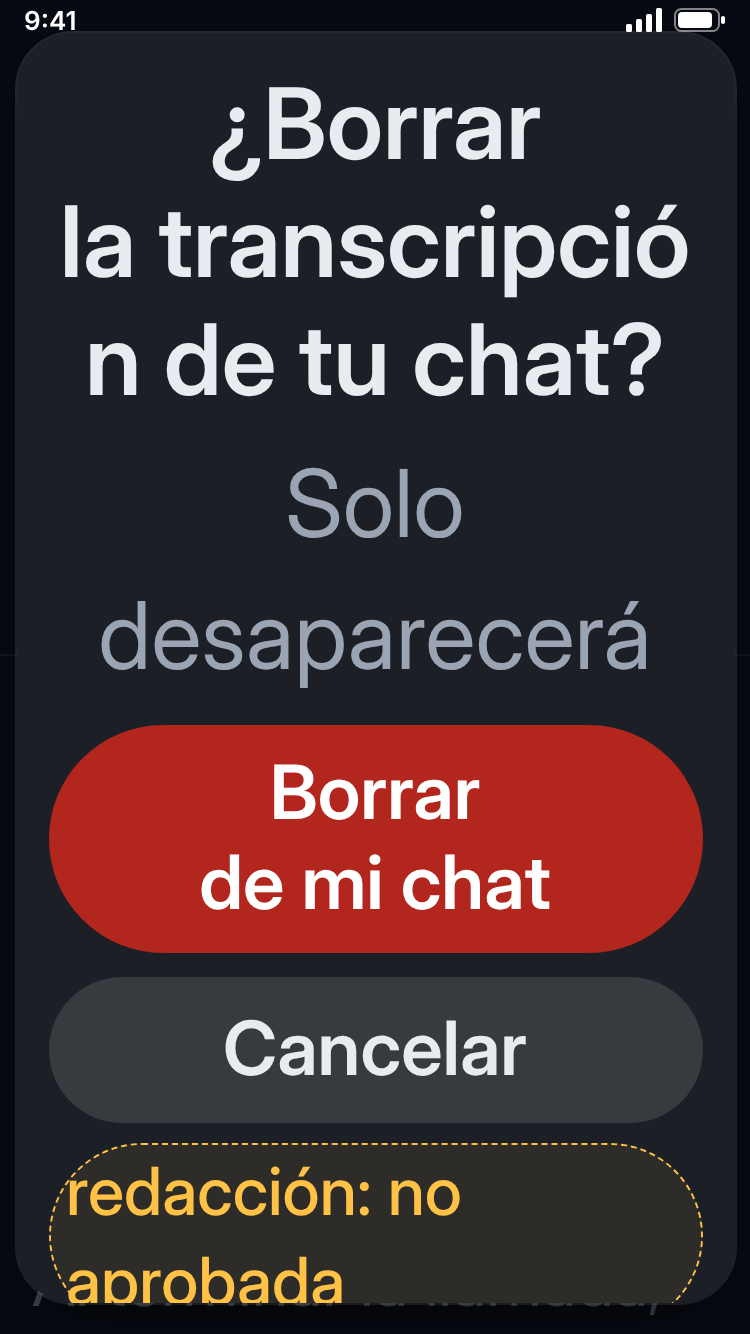 9:41
¿Borrar
la transcripció
n de tu chat?
Solo
desaparecerá
Borrar
de mi chat
Cancelar
redacción: no
aprobada